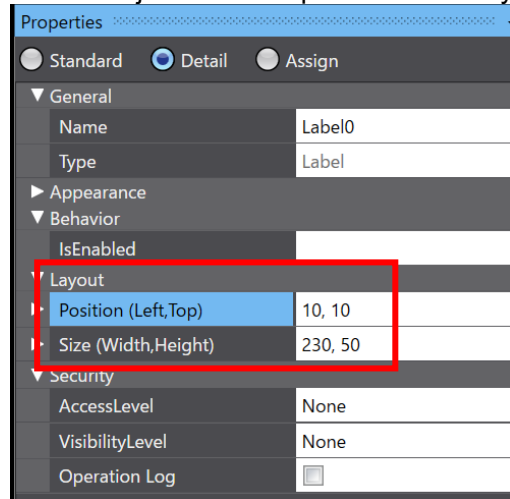 Properties
Standard Detail Assign
General
Name Label0
Type Label
Appearance
Behavior
IsEnabled
Layout
Position (Left,Top) 10, 10
Size (Width,Height) 230, 50
Security
AccessLevel None
VisibilityLevel None
Operation Log